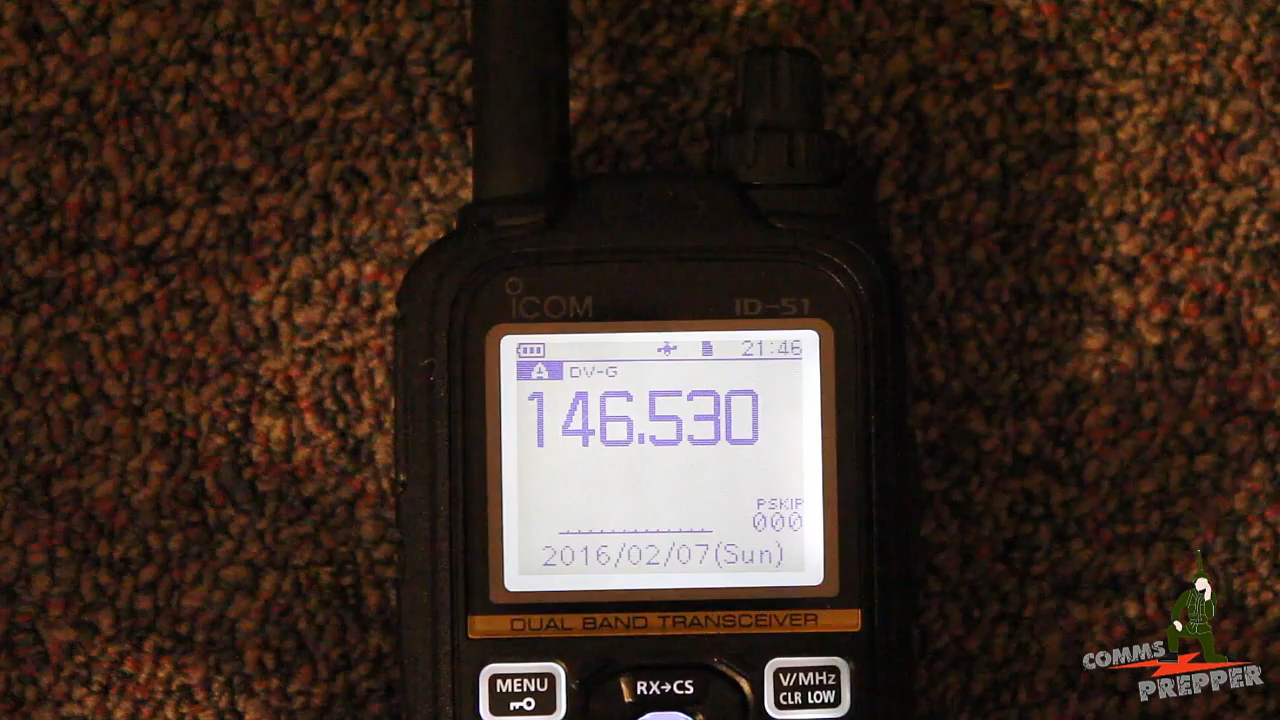 ICOM ID-51
21:46
A DV-G
146.530
PSKIP
000
2016/02/07(Sun)
DUAL BAND TRANSCEIVER
MENU
RX→CS
V/MHz
CLR LOW
COMMS
PREPPER